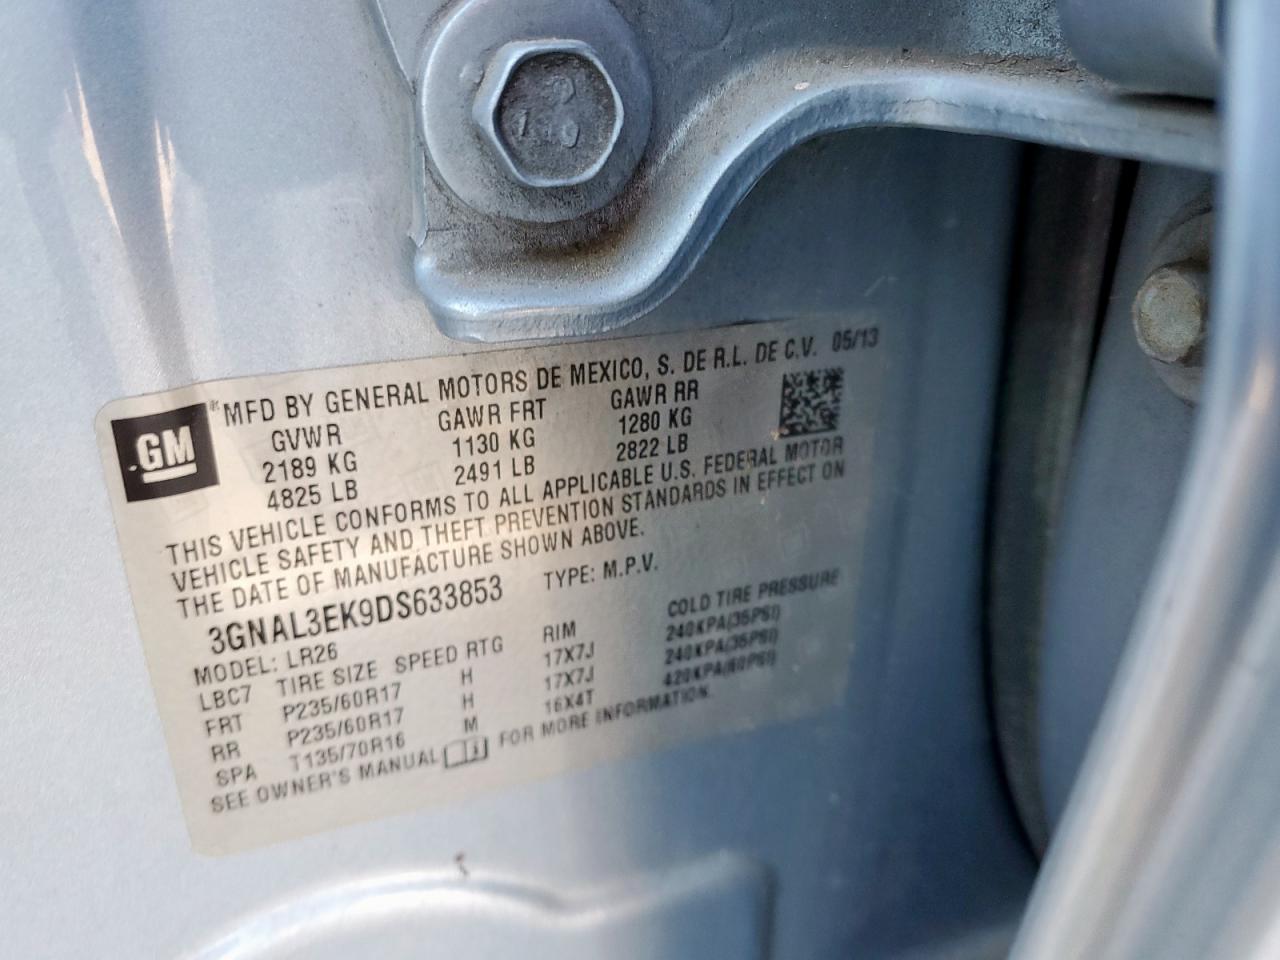 GM
® MFD BY GENERAL MOTORS DE MEXICO, S. DE R.L. DE C.V. 05/13
GVWR GAWR FRT GAWR RR
2189 KG 1130 KG 1280 KG
4825 LB 2491 LB 2822 LB
THIS VEHICLE CONFORMS TO ALL APPLICABLE U.S. FEDERAL MOTOR
VEHICLE SAFETY AND THEFT PREVENTION STANDARDS IN EFFECT ON
THE DATE OF MANUFACTURE SHOWN ABOVE.
3GNAL3EK9DS633853 TYPE: M.P.V.
MODEL: LR26
LBC7 TIRE SIZE SPEED RTG RIM COLD TIRE PRESSURE
FRT P235/60R17 H 17X7J 240KPA(35PSI)
RR P235/60R17 H 17X7J 240KPA(35PSI)
SPA T135/70R16 M 16X4T 420KPA(60PSI)
SEE OWNER'S MANUAL FOR MORE INFORMATION.